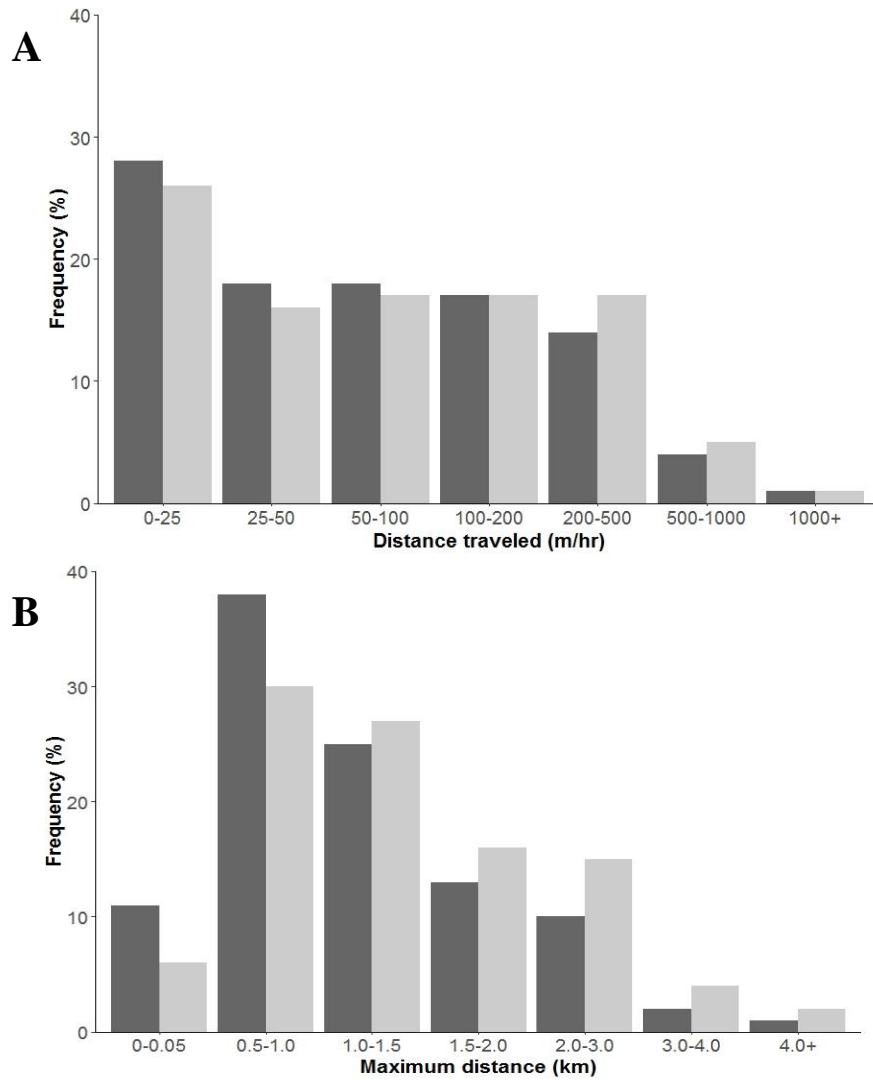 A
40
30
20
10
0
Frequency (%)
0-25 25-50 50-100 100-200 200-500 500-1000 1000+
Distance traveled (m/hr)
B
40
30
20
10
0
Frequency (%)
0-0.05 0.5-1.0 1.0-1.5 1.5-2.0 2.0-3.0 3.0-4.0 4.0+
Maximum distance (km)